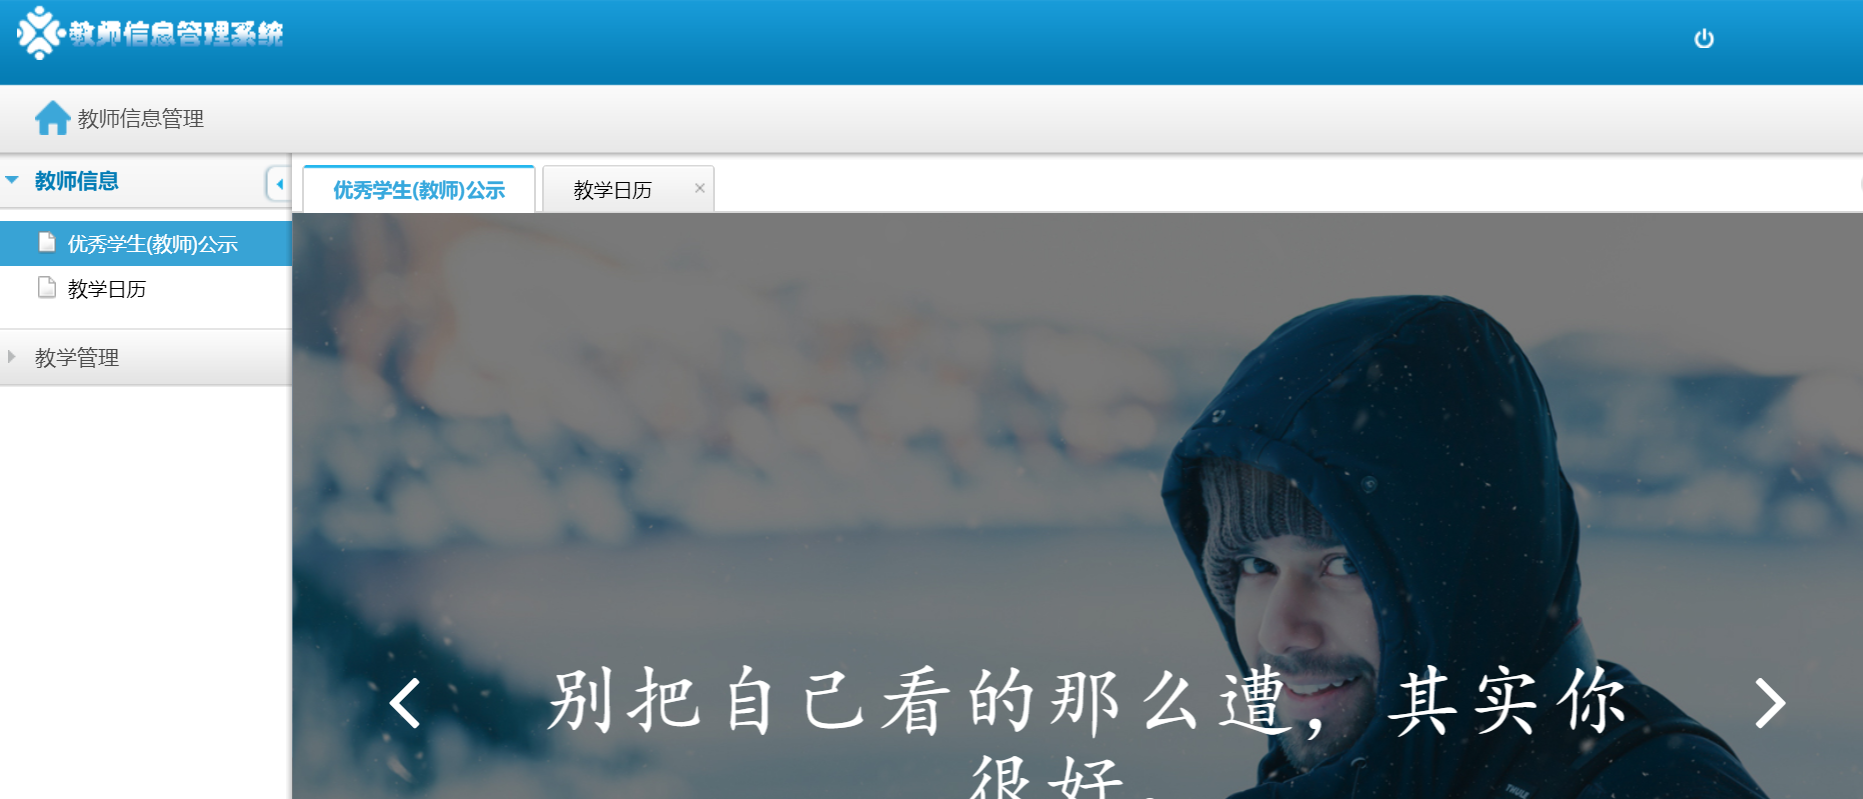 教师信息管理系统
教师信息管理
教师信息
优秀学生(教师)公示
教学日历
教学管理
优秀学生(教师)公示
教学日历
别把自己看的那么遭，其实你
很好。
THULE